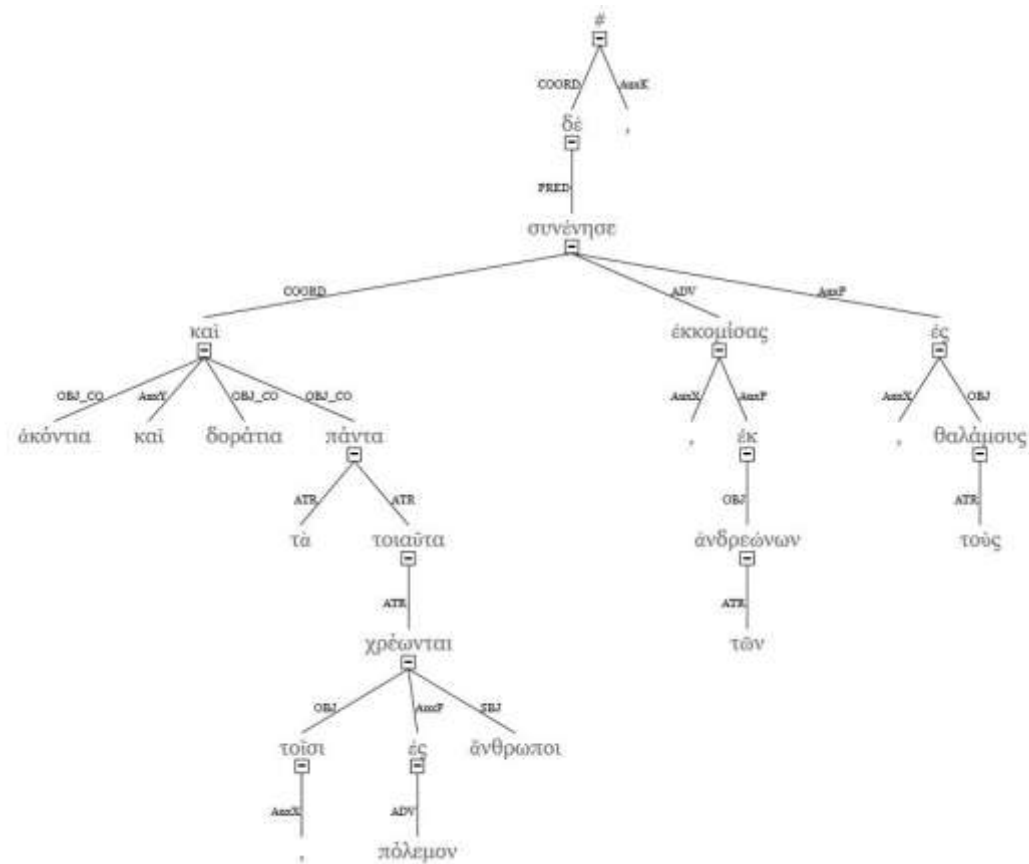 #
COORD AuxK
δὲ ,
PRED
συνένησε
COORD ADV AuxP
καὶ ἐκκομίσας ἐς
OBJ_CO AuxY OBJ_CO OBJ_CO AuxX AuxP AuxX OBJ
ἀκόντια καὶ δοράτια πάντα , ἐκ , θαλάμους
ATR ATR OBJ ATR
τὰ τοιαῦτα ἀνδρεώνων τοὺς
ATR ATR
χρέωνται τῶν
OBJ AuxP SBJ
τοῖσι ἐς ἄνθρωποι
AuxX ADV
, πόλεμον